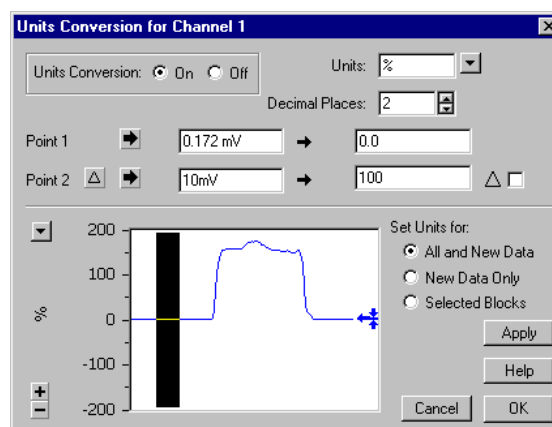 Units Conversion for Channel 1
Units Conversion: On Off
Units: %
Decimal Places: 2
Point 1 0.172 mV 0.0
Point 2 10mV 100
200
100
0
-100
-200
%
Set Units for:
All and New Data
New Data Only
Selected Blocks
Apply
Help
Cancel OK